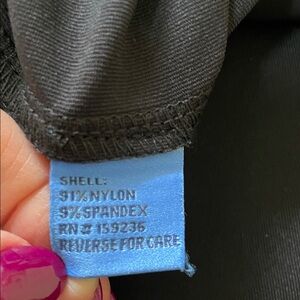 SHELL:
91% NYLON
9% SPANDEX
RN# 159236
REVERSE FOR CARE